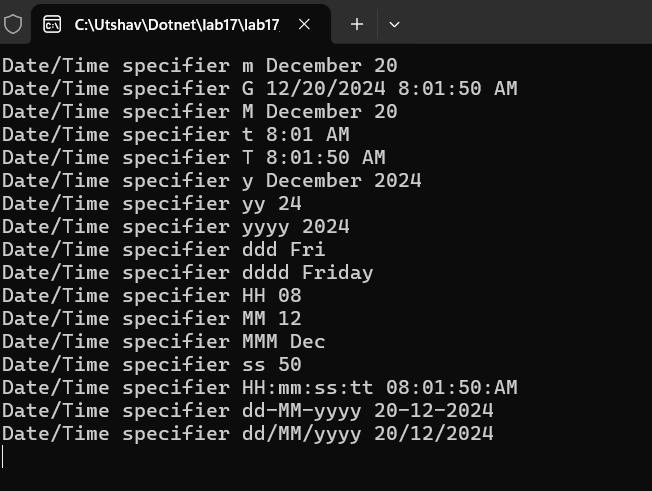 C:\Utshav\Dotnet\lab17\lab17
Date/Time specifier m December 20
Date/Time specifier G 12/20/2024 8:01:50 AM
Date/Time specifier M December 20
Date/Time specifier t 8:01 AM
Date/Time specifier T 8:01:50 AM
Date/Time specifier y December 2024
Date/Time specifier yy 24
Date/Time specifier yyyy 2024
Date/Time specifier ddd Fri
Date/Time specifier dddd Friday
Date/Time specifier HH 08
Date/Time specifier MM 12
Date/Time specifier MMM Dec
Date/Time specifier ss 50
Date/Time specifier HH:mm:ss:tt 08:01:50:AM
Date/Time specifier dd-MM-yyyy 20-12-2024
Date/Time specifier dd/MM/yyyy 20/12/2024